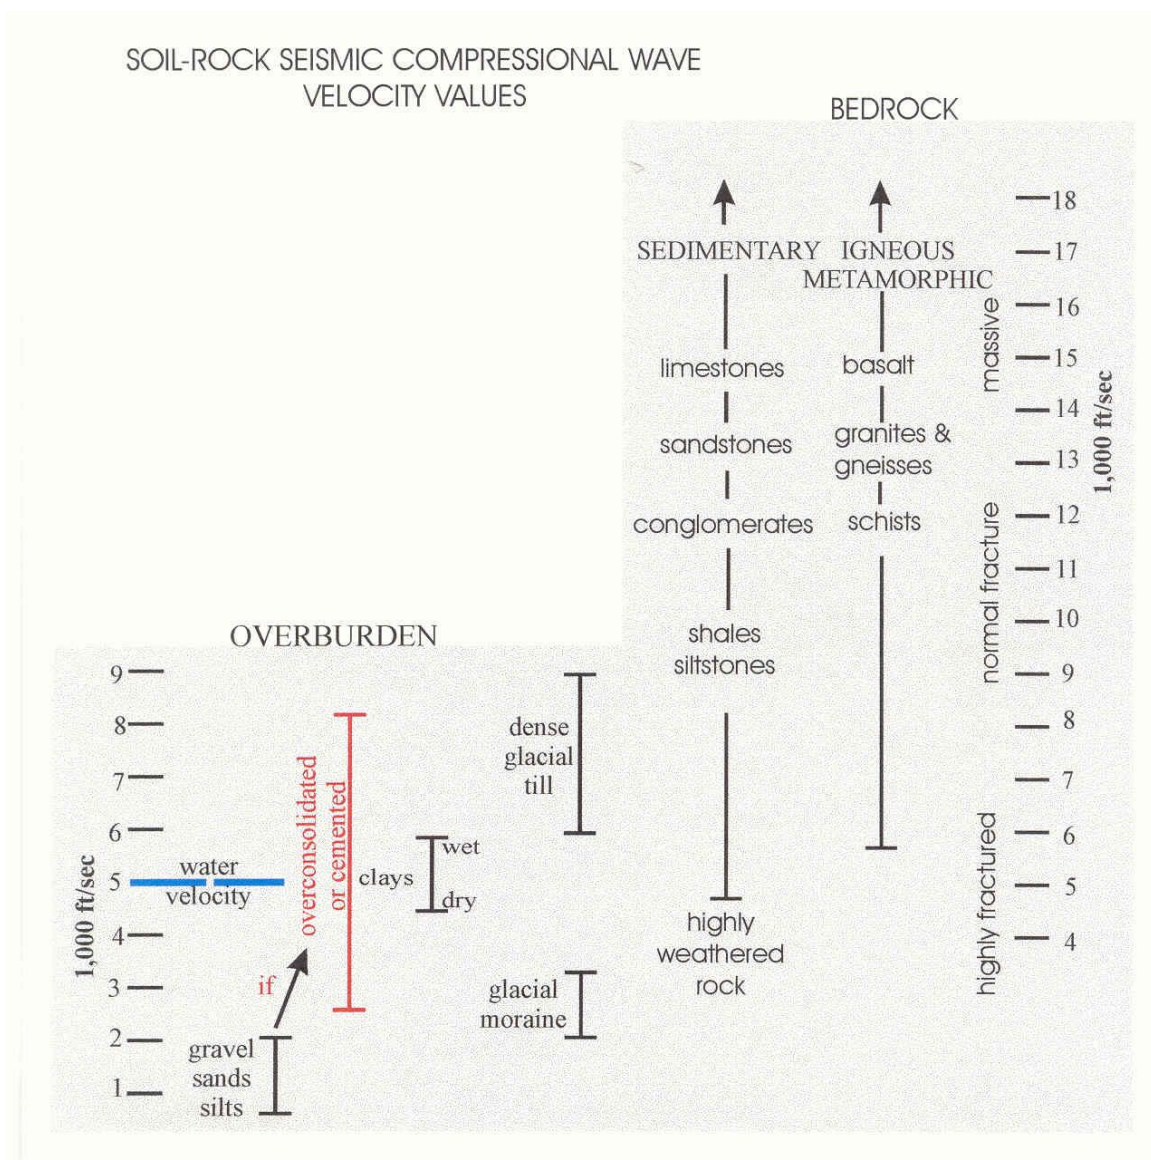 SOIL-ROCK SEISMIC COMPRESSIONAL WAVE
VELOCITY VALUES
BEDROCK
SEDIMENTARY
IGNEOUS
METAMORPHIC
limestones
sandstones
conglomerates
shales
siltstones
highly
weathered
rock
basalt
granites &
gneisses
schists
massive
normal fracture
highly fractured
18
17
16
15
14
13
12
11
10
9
8
7
6
5
4
1,000 ft/sec
OVERBURDEN
9
8
7
6
5
4
3
2
1
1,000 ft/sec
water
velocity
if
overconsolidated
or cemented
gravel
sands
silts
clays
wet
dry
dense
glacial
till
glacial
moraine